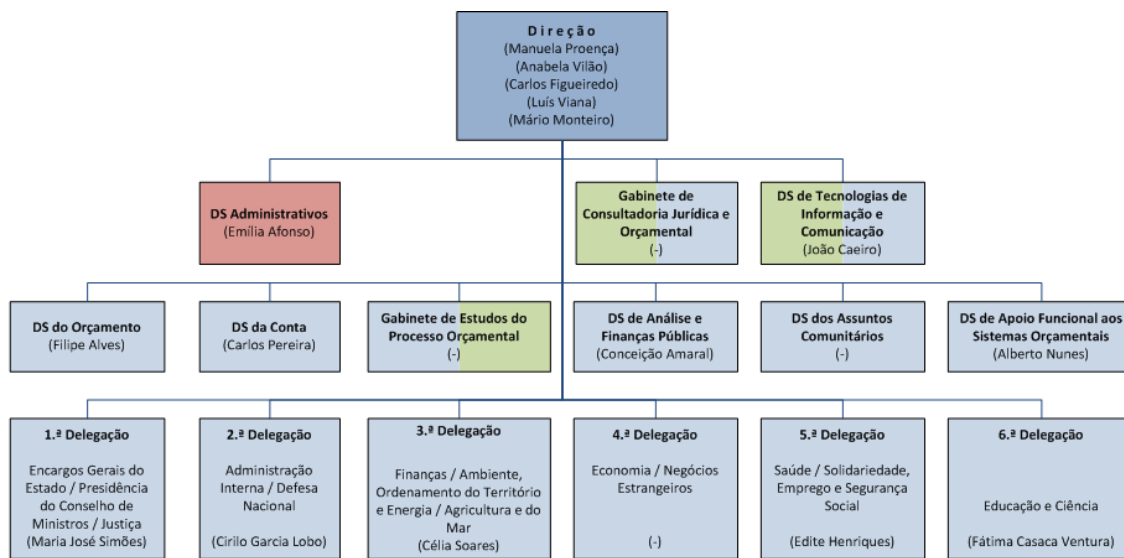 D i r e ç ã o
(Manuela Proença)
(Anabela Vilão)
(Carlos Figueiredo)
(Luís Viana)
(Mário Monteiro)
DS Administrativos
(Emília Afonso)
Gabinete de
Consultadoria Jurídica e
Orçamental
(-)
DS de Tecnologias de
Informação e
Comunicação
(João Caeiro)
DS do Orçamento
(Filipe Alves)
DS da Conta
(Carlos Pereira)
Gabinete de Estudos do
Processo Orçamental
(-)
DS de Análise e
Finanças Públicas
(Conceição Amaral)
DS dos Assuntos
Comunitários
(-)
DS de Apoio Funcional aos
Sistemas Orçamentais
(Alberto Nunes)
1.ª Delegação
Encargos Gerais do
Estado / Presidência
do Conselho de
Ministros / Justiça
(Maria José Simões)
2.ª Delegação
Administração
Interna / Defesa
Nacional
(Cirilo Garcia Lobo)
3.ª Delegação
Finanças / Ambiente,
Ordenamento do Território
e Energia / Agricultura e do
Mar
(Célia Soares)
4.ª Delegação
Economia / Negócios
Estrangeiros
(-)
5.ª Delegação
Saúde / Solidariedade,
Emprego e Segurança
Social
(Edite Henriques)
6.ª Delegação
Educação e Ciência
(Fátima Casaca Ventura)